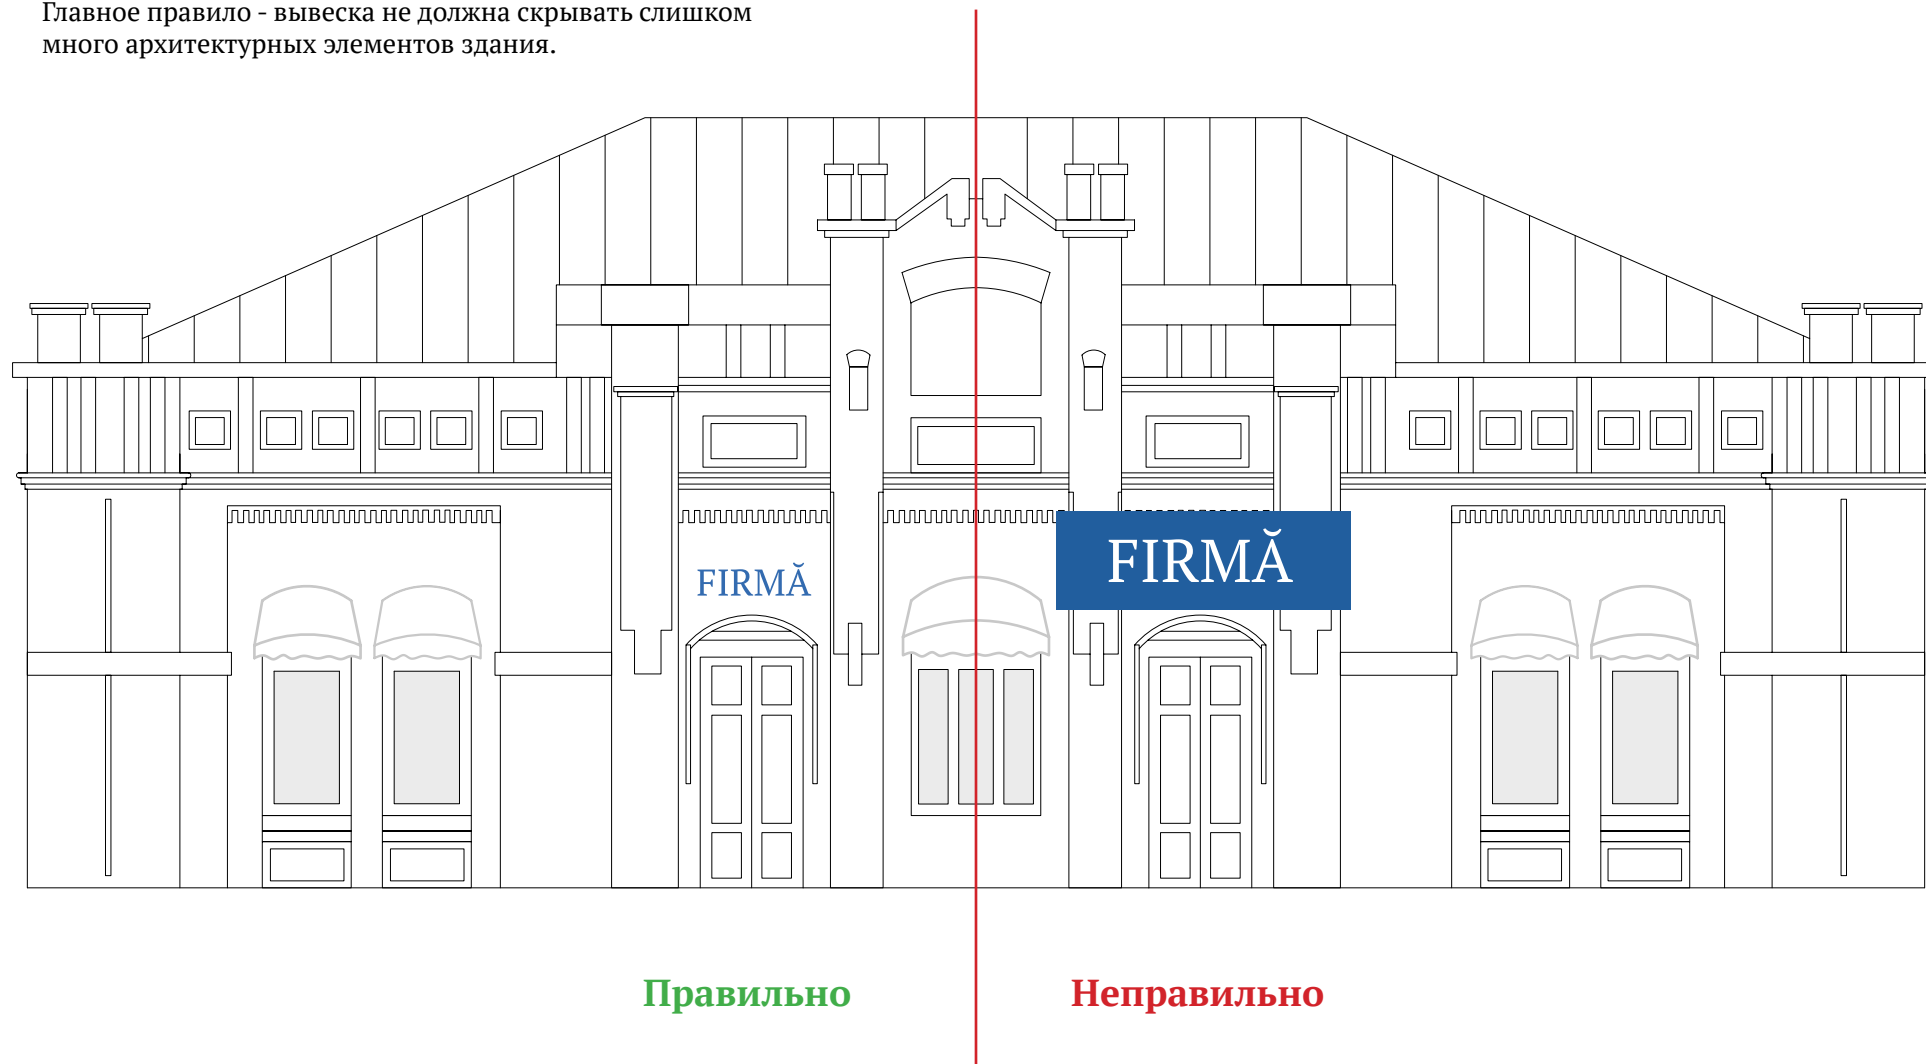 Главное правило - вывеска не должна скрывать слишком
много архитектурных элементов здания.
FIRMĂ
FIRMĂ
Правильно
Неправильно